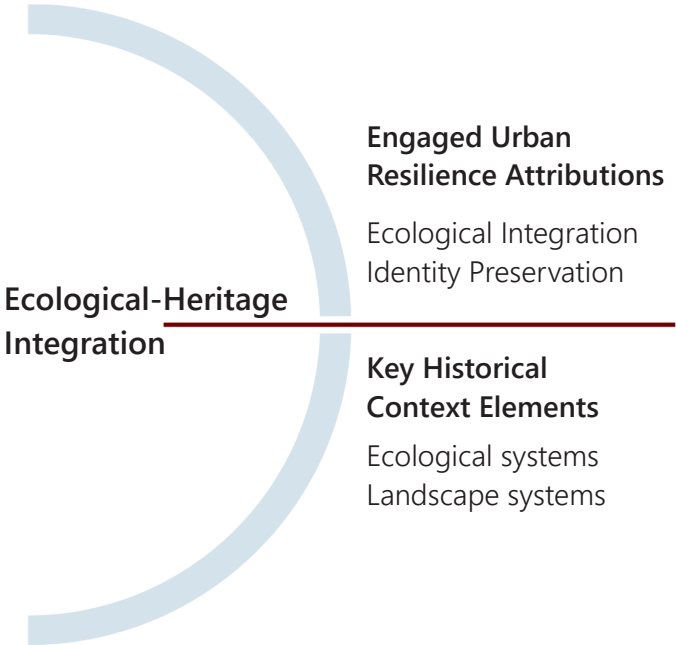 Engaged Urban
Resilience Attributions
Ecological Integration
Identity Preservation
Ecological-Heritage
Integration
Key Historical
Context Elements
Ecological systems
Landscape systems